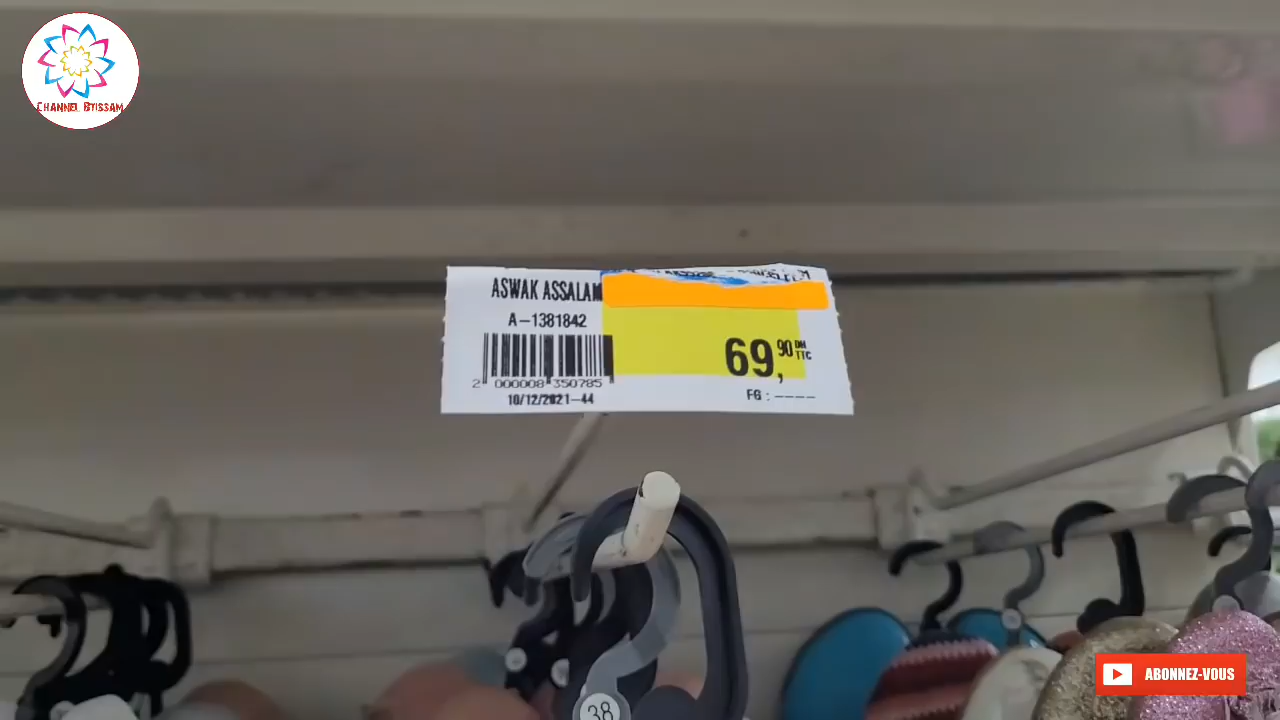 CHANNEL BTISSAM
ASWAK ASSALAM
A-1381842
2 000008 350785
10/12/2021-44
69,90 DH TTC
FG : ----
38
ABONNEZ-VOUS